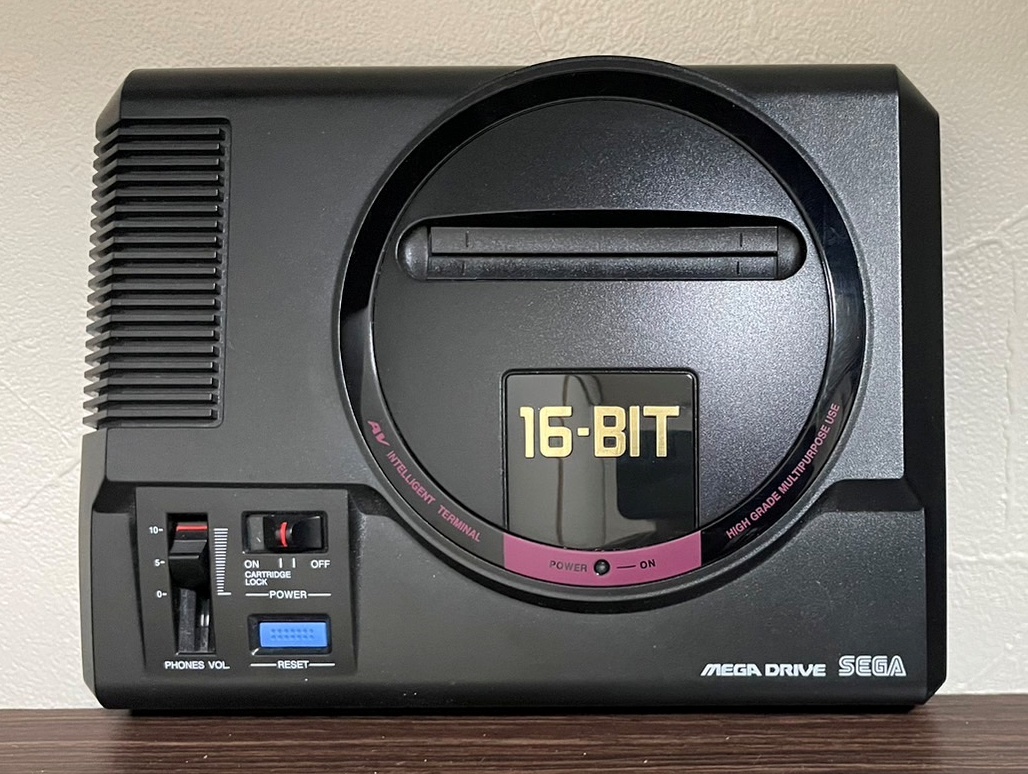 16-BIT
AV INTELLIGENT TERMINAL
HIGH GRADE MULTIPURPOSE USE
POWER ON
10
5
0
PHONES VOL.
ON OFF
CARTRIDGE
LOCK
POWER
RESET
MEGA DRIVE SEGA